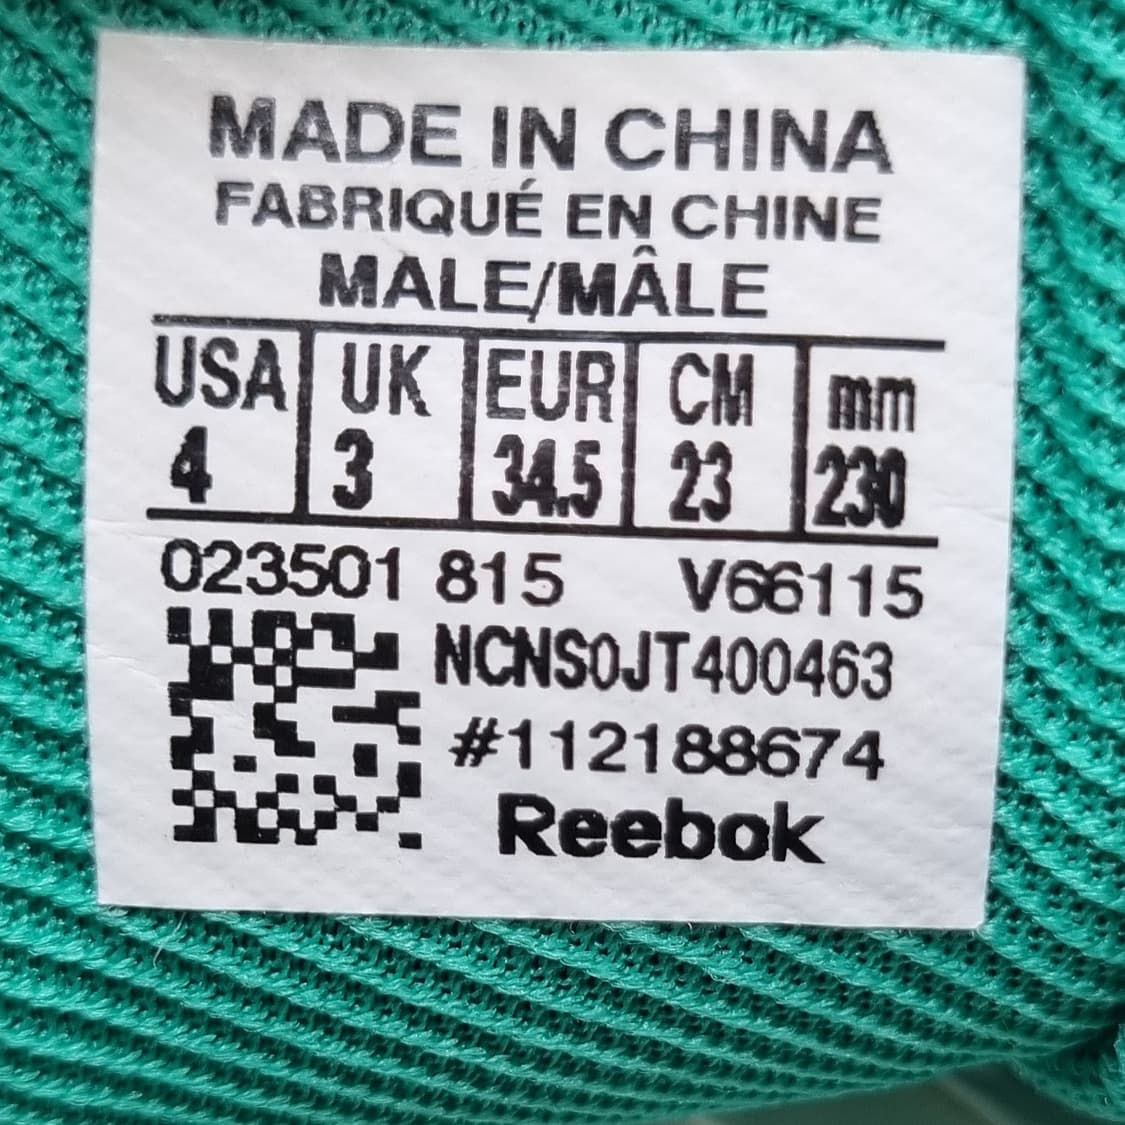 MADE IN CHINA
FABRIQUÉ EN CHINE
MALE/MÂLE
USA UK EUR CM mm
4 3 34.5 23 230
023501 815 V66115
NCNS0JT400463
#112188674
Reebok